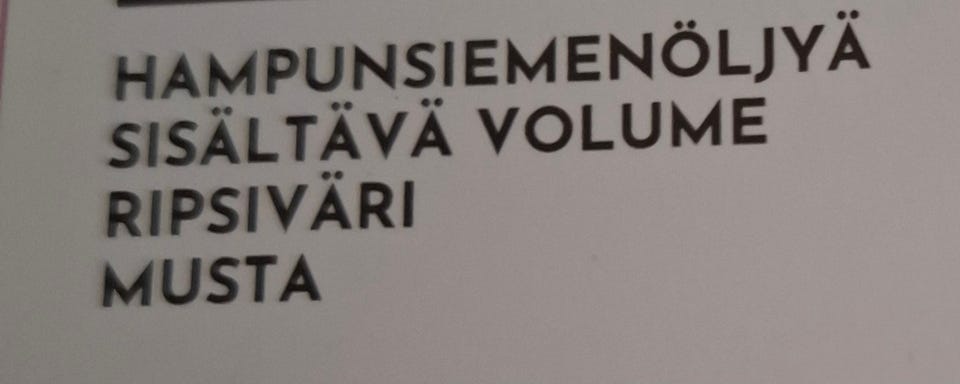 HAMPUNSIEMENÖLJYÄ
SISÄLTÄVÄ VOLUME
RIPSIVÄRI
MUSTA